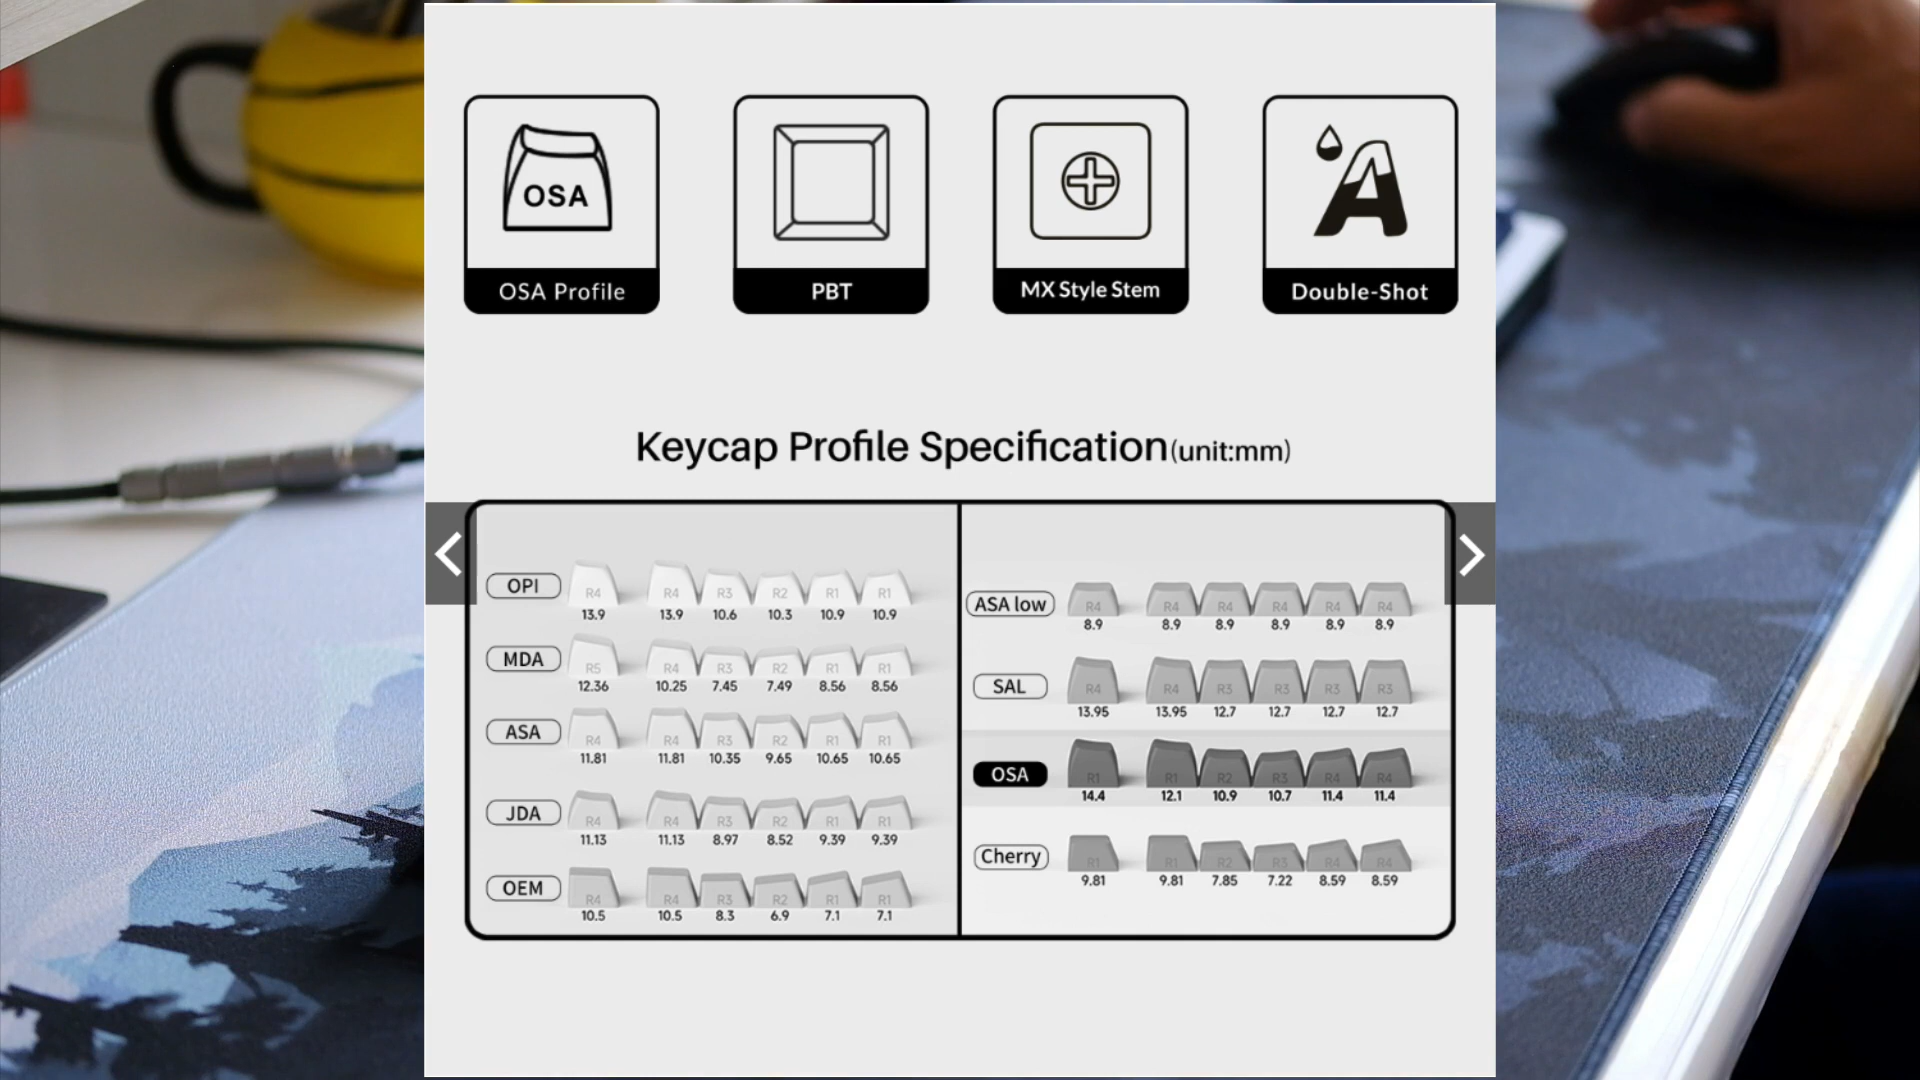 OSA
OSA Profile
PBT
MX Style Stem
A
Double-Shot
Keycap Profile Specification(unit:mm)
OPI R4 R4 R3 R2 R1 R1
13.9 13.9 10.6 10.3 10.9 10.9
MDA R5 R4 R3 R2 R1 R1
12.36 10.25 7.45 7.49 8.56 8.56
ASA R4 R4 R3 R2 R1 R1
11.81 11.81 10.35 9.65 10.65 10.65
JDA R4 R4 R3 R2 R1 R1
11.13 11.13 8.97 8.52 9.39 9.39
OEM R4 R4 R3 R2 R1 R1
10.5 10.5 8.3 6.9 7.1 7.1
ASA low R4 R4 R4 R4 R4 R4
8.9 8.9 8.9 8.9 8.9 8.9
SAL R4 R4 R3 R3 R3 R3
13.95 13.95 12.7 12.7 12.7 12.7
OSA R1 R1 R2 R3 R4 R4
14.4 12.1 10.9 10.7 11.4 11.4
Cherry R1 R1 R2 R3 R4 R4
9.81 9.81 7.85 7.22 8.59 8.59